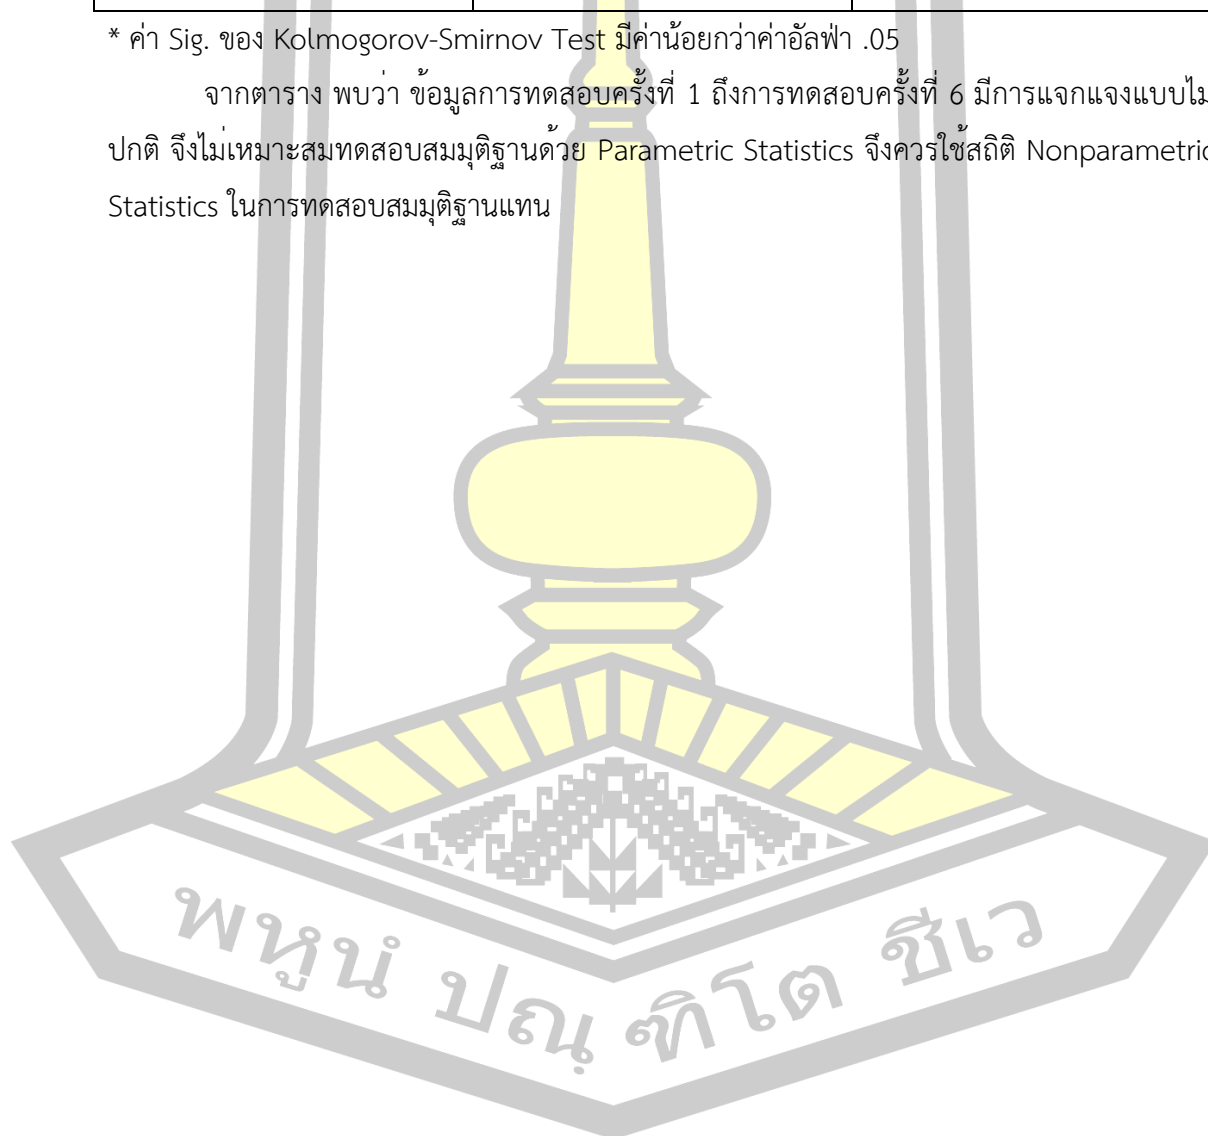 * ค่า Sig. ของ Kolmogorov-Smirnov Test มีค่าน้อยกว่าค่าอัลฟ่า .05
จากตาราง พบว่า ข้อมูลการทดสอบครั้งที่ 1 ถึงการทดสอบครั้งที่ 6 มีการแจกแจงแบบไม่
ปกติ จึงไม่เหมาะสมทดสอบสมมุติฐานด้วย Parametric Statistics จึงควรใช้สถิติ Nonparametric
Statistics ในการทดสอบสมมุติฐานแทน
พหูนํ ปณฺฑิโต ชีเว